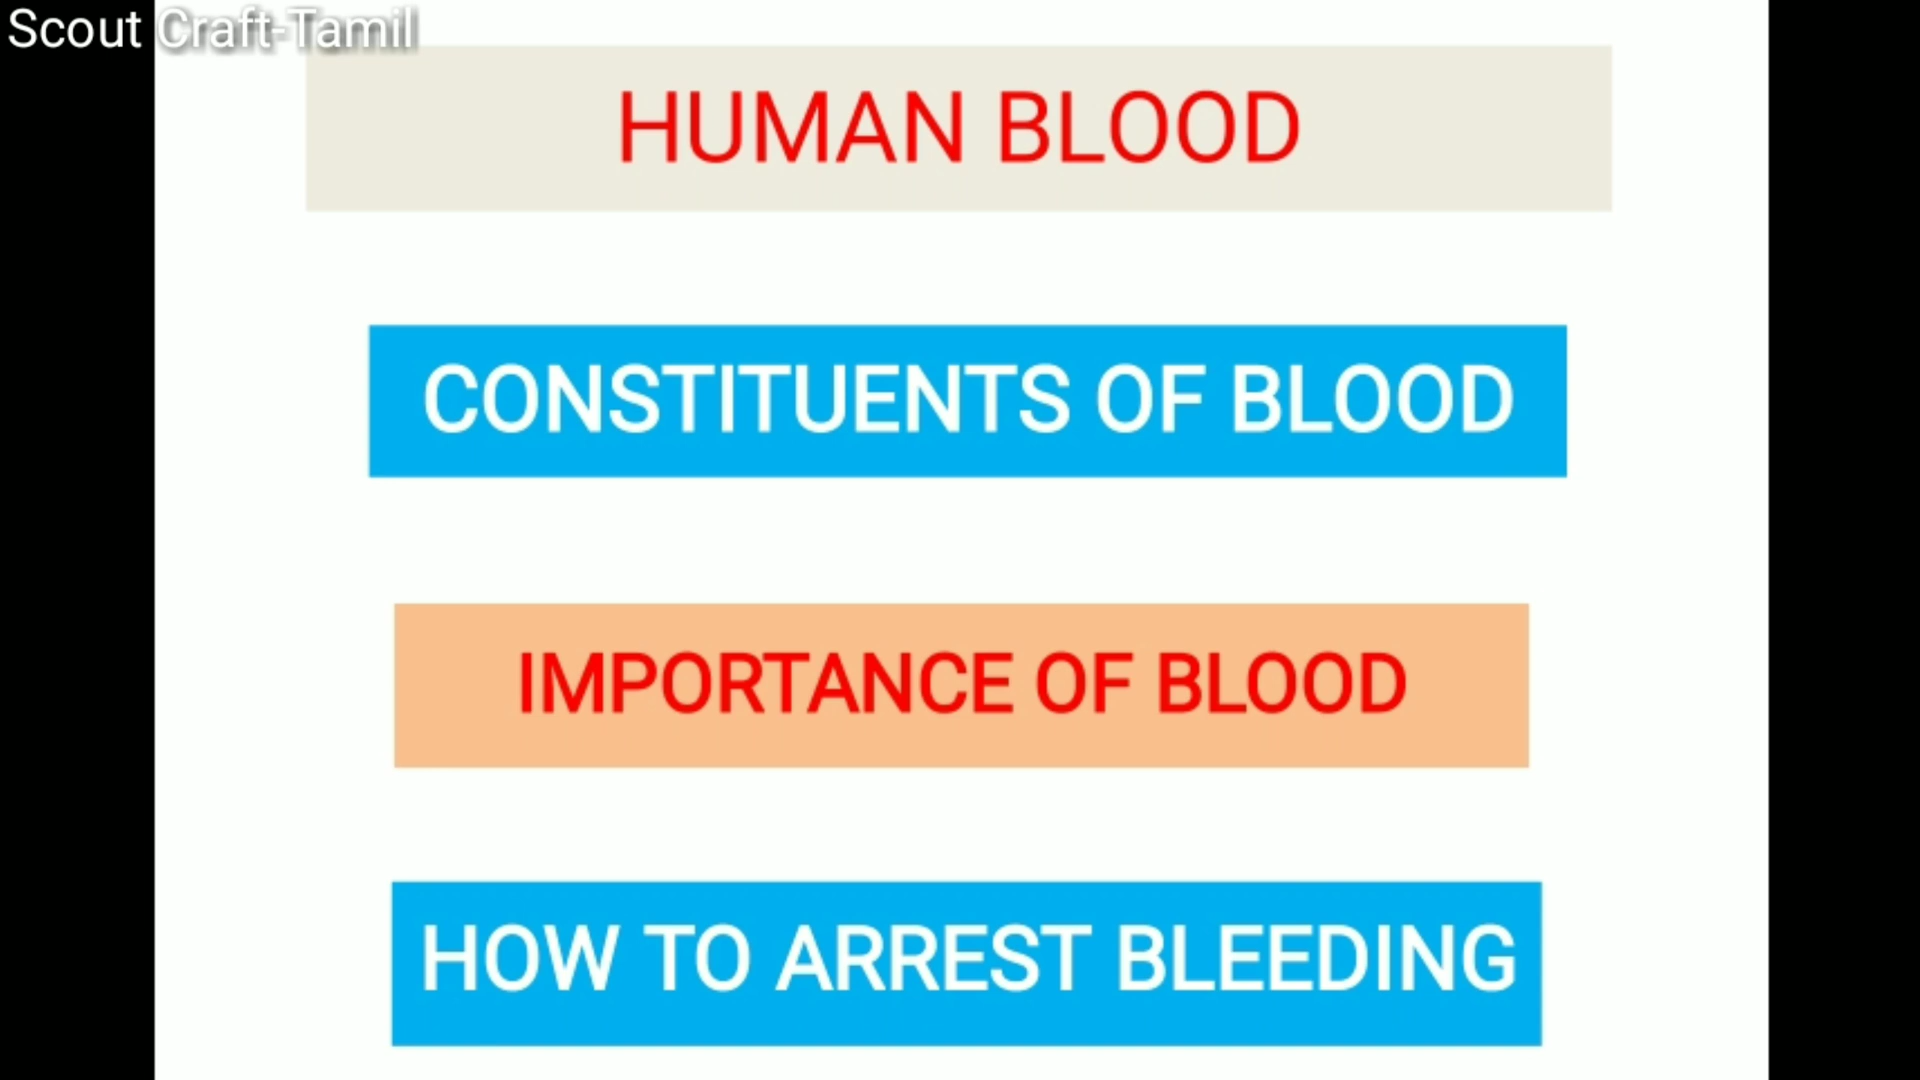 Scout Craft-Tamil
HUMAN BLOOD
CONSTITUENTS OF BLOOD
IMPORTANCE OF BLOOD
HOW TO ARREST BLEEDING